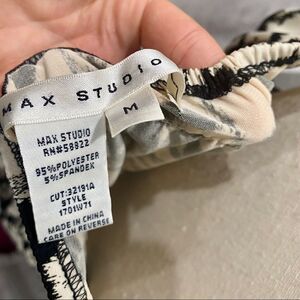 MAX STUDIO
M
MAX STUDIO
RN#58822
95%POLYESTER
5%SPANDEX
CUT:32191A
STYLE
1701W71
MADE IN CHINA
CARE ON REVERSE